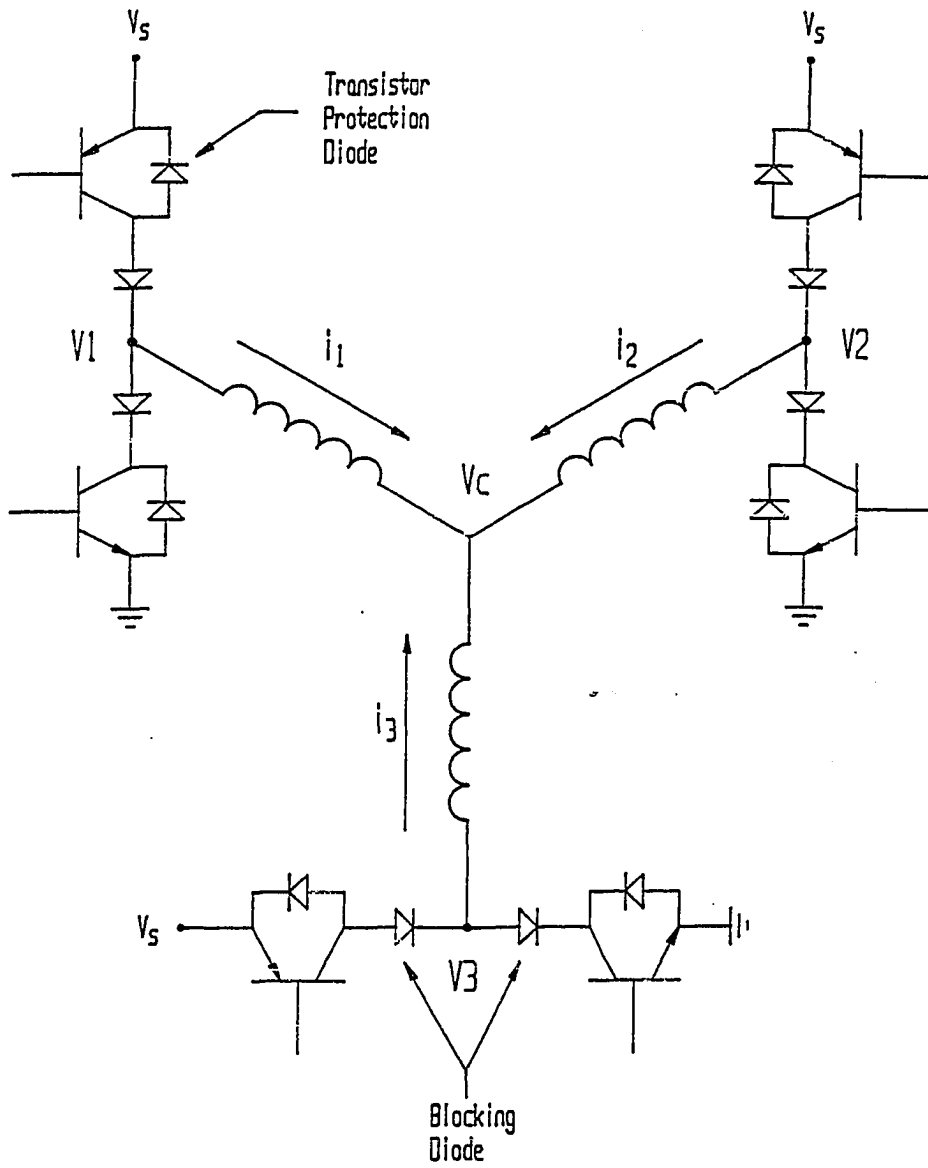 Vs
Vs
Transistor
Protection
Diode
V1
i1
i2
V2
Vc
i3
Vs
V3
Blocking
Diode